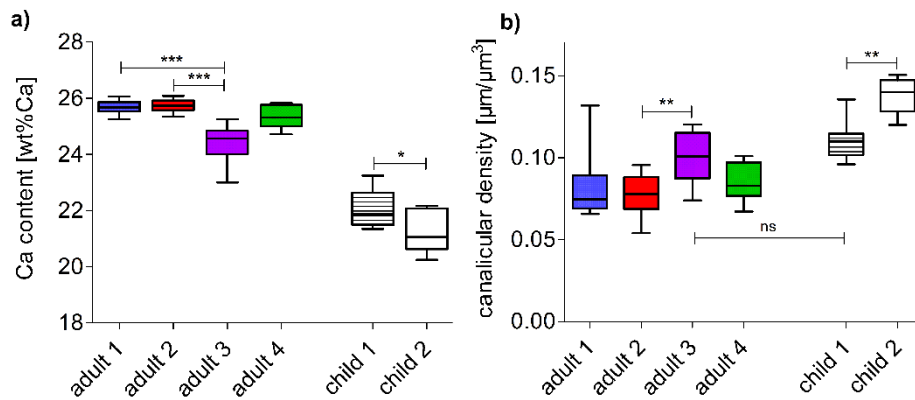 a)
Ca content [wt%Ca]
28
26
24
22
20
18
***
***
*
adult 1
adult 2
adult 3
adult 4
child 1
child 2
b)
canalicular density [µm/µm³]
0.15
0.10
0.05
0.00
**
**
ns
adult 1
adult 2
adult 3
adult 4
child 1
child 2